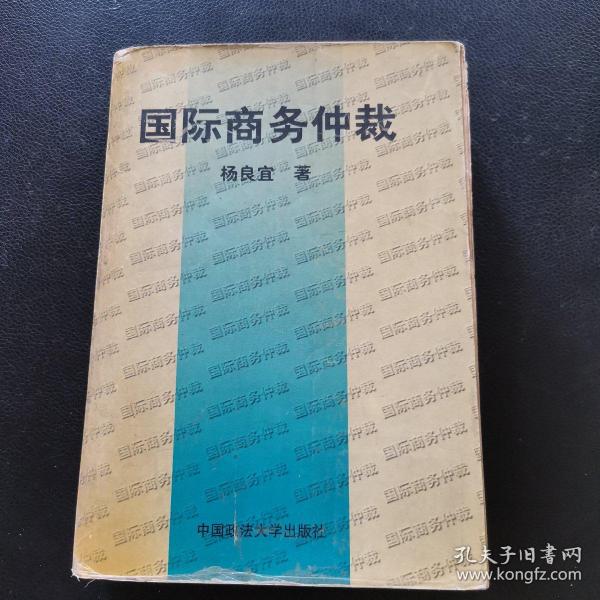 国际商务仲裁
杨良宜 著
中国政法大学出版社
孔夫子旧书网
www.kongfz.com